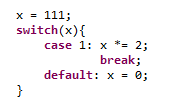 x = 111;
switch(x){
    case 1: x *= 2;
            break;
    default: x = 0;
}